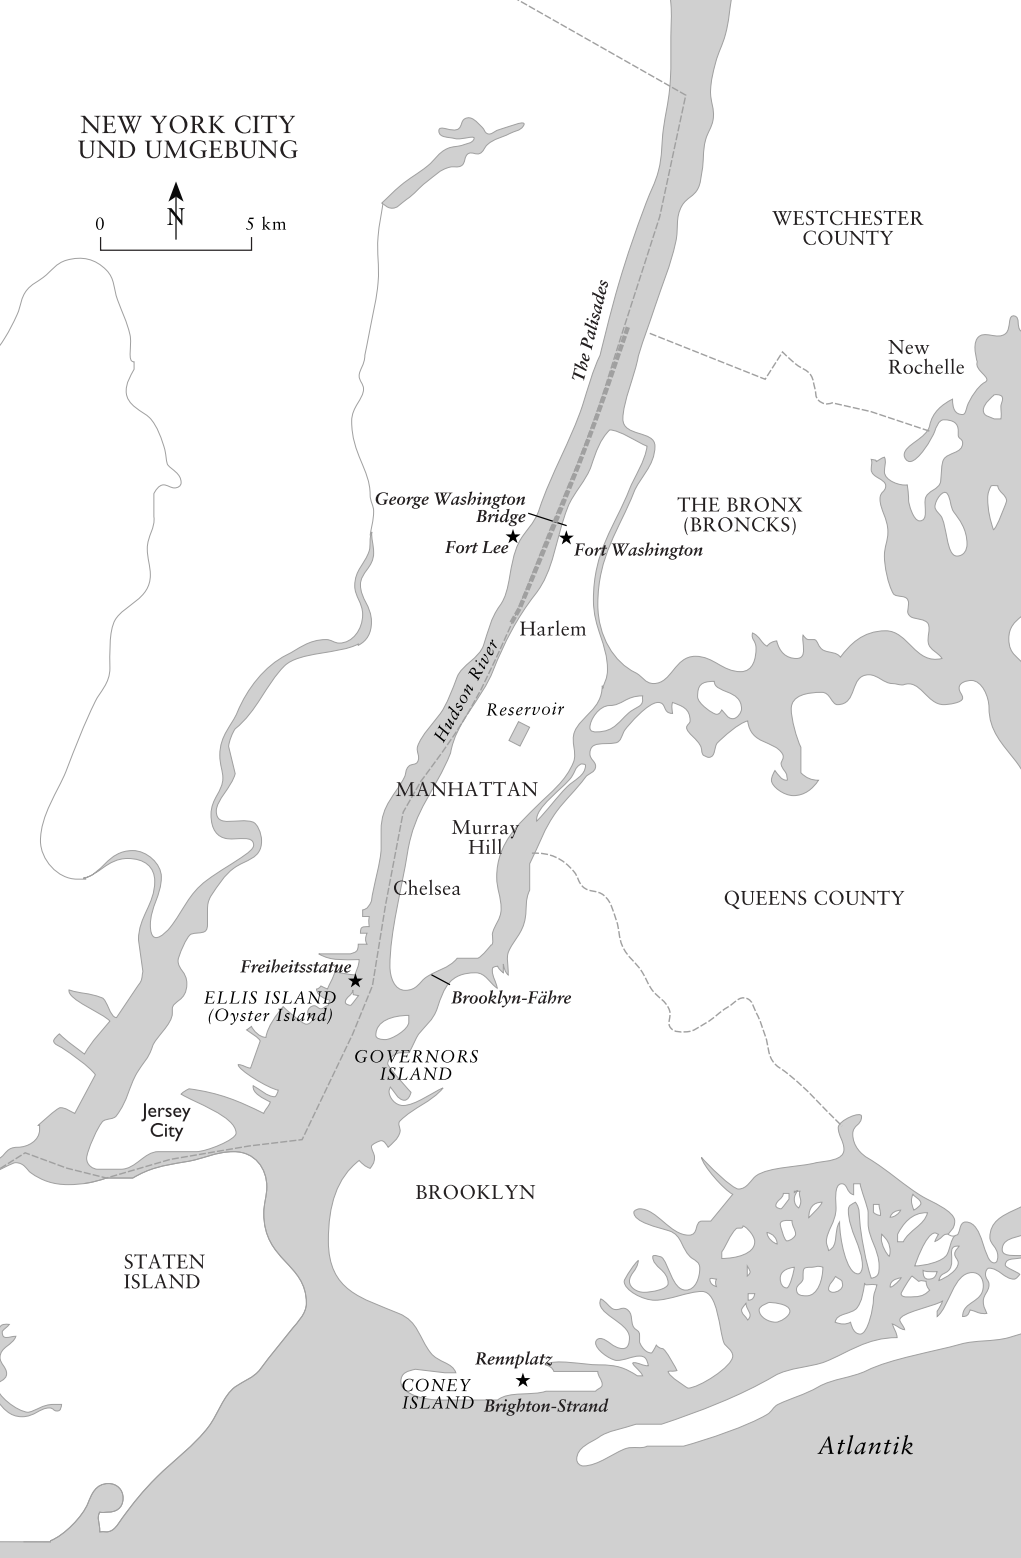 NEW YORK CITY
UND UMGEBUNG
N
0
5 km
WESTCHESTER
COUNTY
The Palisades
New
Rochelle
George Washington
Bridge
THE BRONX
(BRONCKS)
Fort Lee
Fort Washington
Harlem
Hudson River
Reservoir
MANHATTAN
Murray
Hill
Chelsea
QUEENS COUNTY
Freiheitsstatue
ELLIS ISLAND
(Oyster Island)
Brooklyn-Fähre
GOVERNORS
ISLAND
Jersey
City
BROOKLYN
STATEN
ISLAND
Rennplatz
CONEY
ISLAND
Brighton-Strand
Atlantik